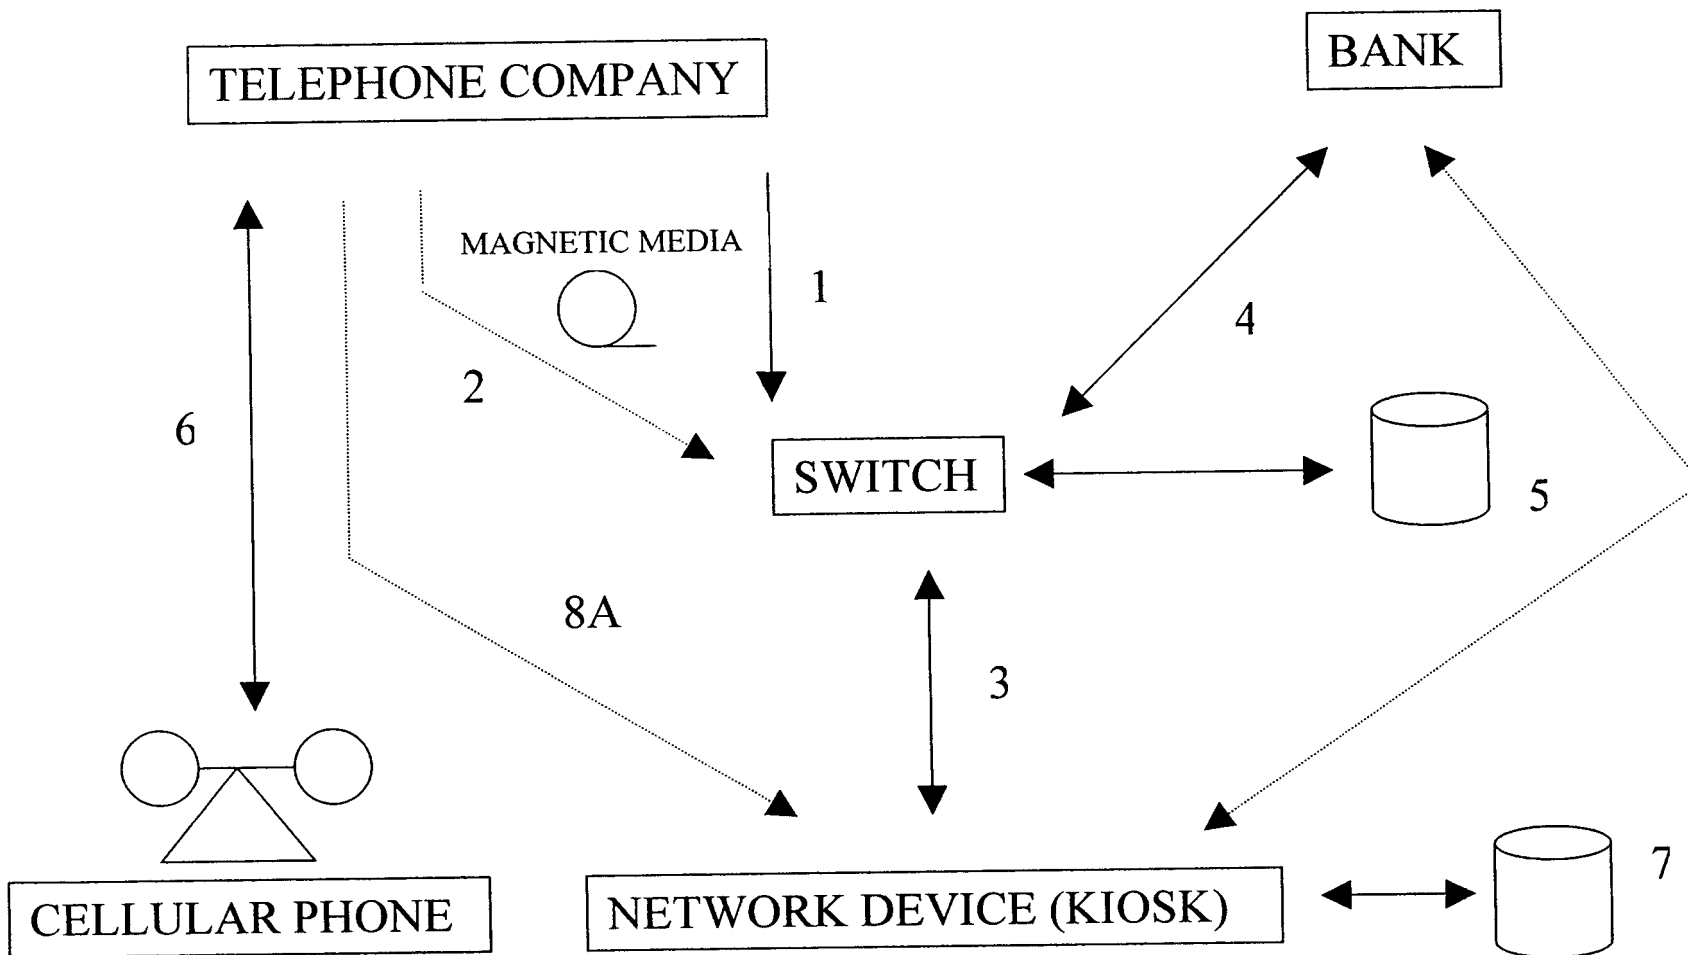 BANK
TELEPHONE COMPANY
MAGNETIC MEDIA
1
4
2
6
SWITCH
5
8A
3
7
CELLULAR PHONE
NETWORK DEVICE (KIOSK)